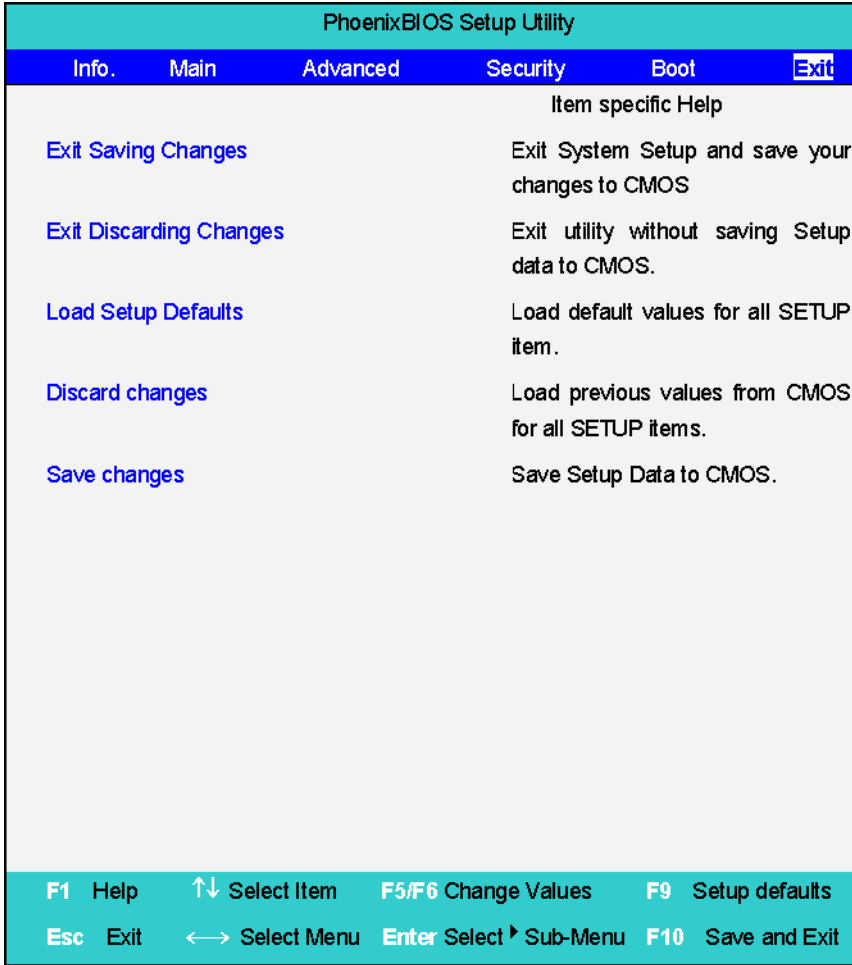 PhoenixBIOS Setup Utility
Info. Main Advanced Security Boot Exit
Item specific Help
Exit Saving Changes
Exit System Setup and save your
changes to CMOS
Exit Discarding Changes
Exit utility without saving Setup
data to CMOS.
Load Setup Defaults
Load default values for all SETUP
item.
Discard changes
Load previous values from CMOS
for all SETUP items.
Save changes
Save Setup Data to CMOS.
F1 Help ↑↓ Select Item F5/F6 Change Values F9 Setup defaults
Esc Exit ←→ Select Menu Enter Select ▶ Sub-Menu F10 Save and Exit